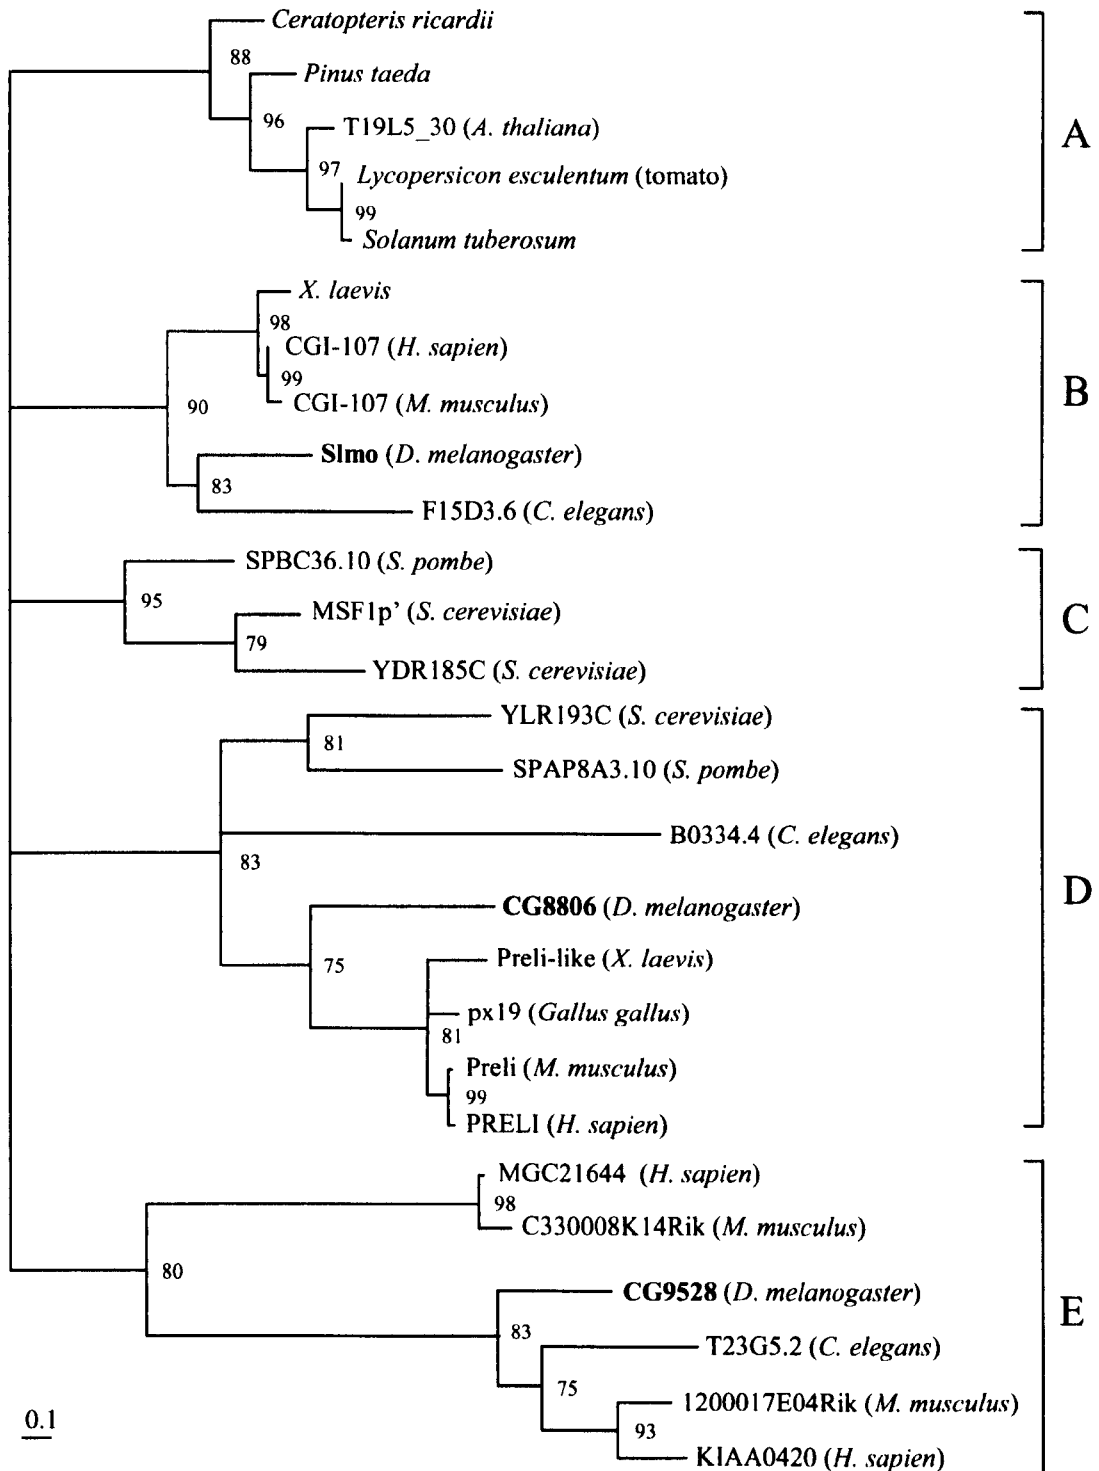 Ceratopteris ricardii
88
Pinus taeda
96
T19L5_30 (A. thaliana)
A
97
Lycopersicon esculentum (tomato)
99
Solanum tuberosum
X. laevis
98
CGI-107 (H. sapien)
99
CGI-107 (M. musculus)
B
90
Slmo (D. melanogaster)
83
F15D3.6 (C. elegans)
SPBC36.10 (S. pombe)
95
MSF1p' (S. cerevisiae)
C
79
YDR185C (S. cerevisiae)
YLR193C (S. cerevisiae)
81
SPAP8A3.10 (S. pombe)
B0334.4 (C. elegans)
83
D
CG8806 (D. melanogaster)
75
Preli-like (X. laevis)
px19 (Gallus gallus)
81
Preli (M. musculus)
99
PRELI (H. sapien)
MGC21644 (H. sapien)
98
C330008K14Rik (M. musculus)
80
CG9528 (D. melanogaster)
E
83
T23G5.2 (C. elegans)
75
1200017E04Rik (M. musculus)
0.1
93
KIAA0420 (H. sapien)